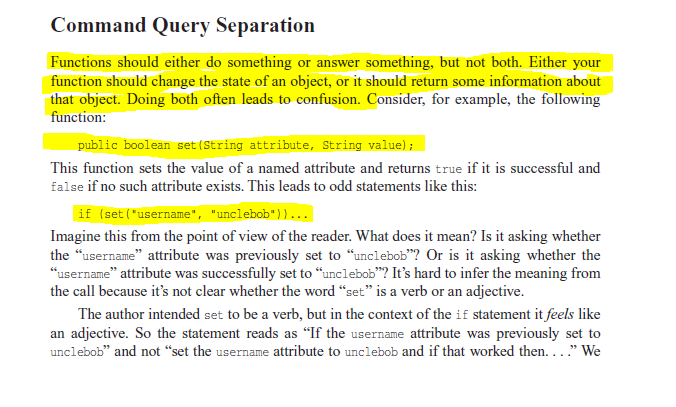 Command Query Separation
Functions should either do something or answer something, but not both. Either your
function should change the state of an object, or it should return some information about
that object. Doing both often leads to confusion. Consider, for example, the following
function:
public boolean set(String attribute, String value);
This function sets the value of a named attribute and returns true if it is successful and
false if no such attribute exists. This leads to odd statements like this:
if (set("username", "unclebob"))...
Imagine this from the point of view of the reader. What does it mean? Is it asking whether
the “username” attribute was previously set to “unclebob”? Or is it asking whether the
“username” attribute was successfully set to “unclebob”? It’s hard to infer the meaning from
the call because it’s not clear whether the word “set” is a verb or an adjective.
The author intended set to be a verb, but in the context of the if statement it feels like
an adjective. So the statement reads as “If the username attribute was previously set to
unclebob” and not “set the username attribute to unclebob and if that worked then. . . .” We